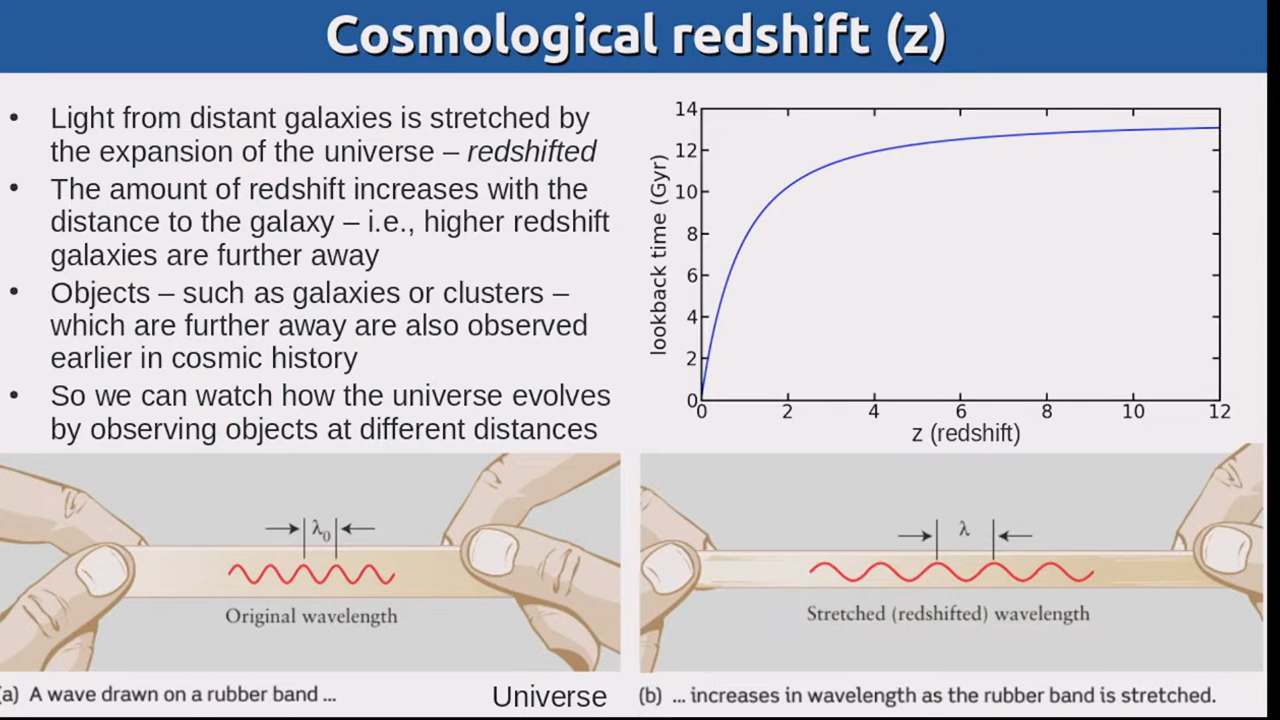 Cosmological redshift (z)
• Light from distant galaxies is stretched by
the expansion of the universe – redshifted
• The amount of redshift increases with the
distance to the galaxy – i.e., higher redshift
galaxies are further away
• Objects – such as galaxies or clusters –
which are further away are also observed
earlier in cosmic history
• So we can watch how the universe evolves
by observing objects at different distances
14
12
10
8
6
4
2
0
lookback time (Gyr)
0 2 4 6 8 10 12
z (redshift)
λ₀
Original wavelength
(a) A wave drawn on a rubber band ...
Universe
λ
Stretched (redshifted) wavelength
(b) ... increases in wavelength as the rubber band is stretched.